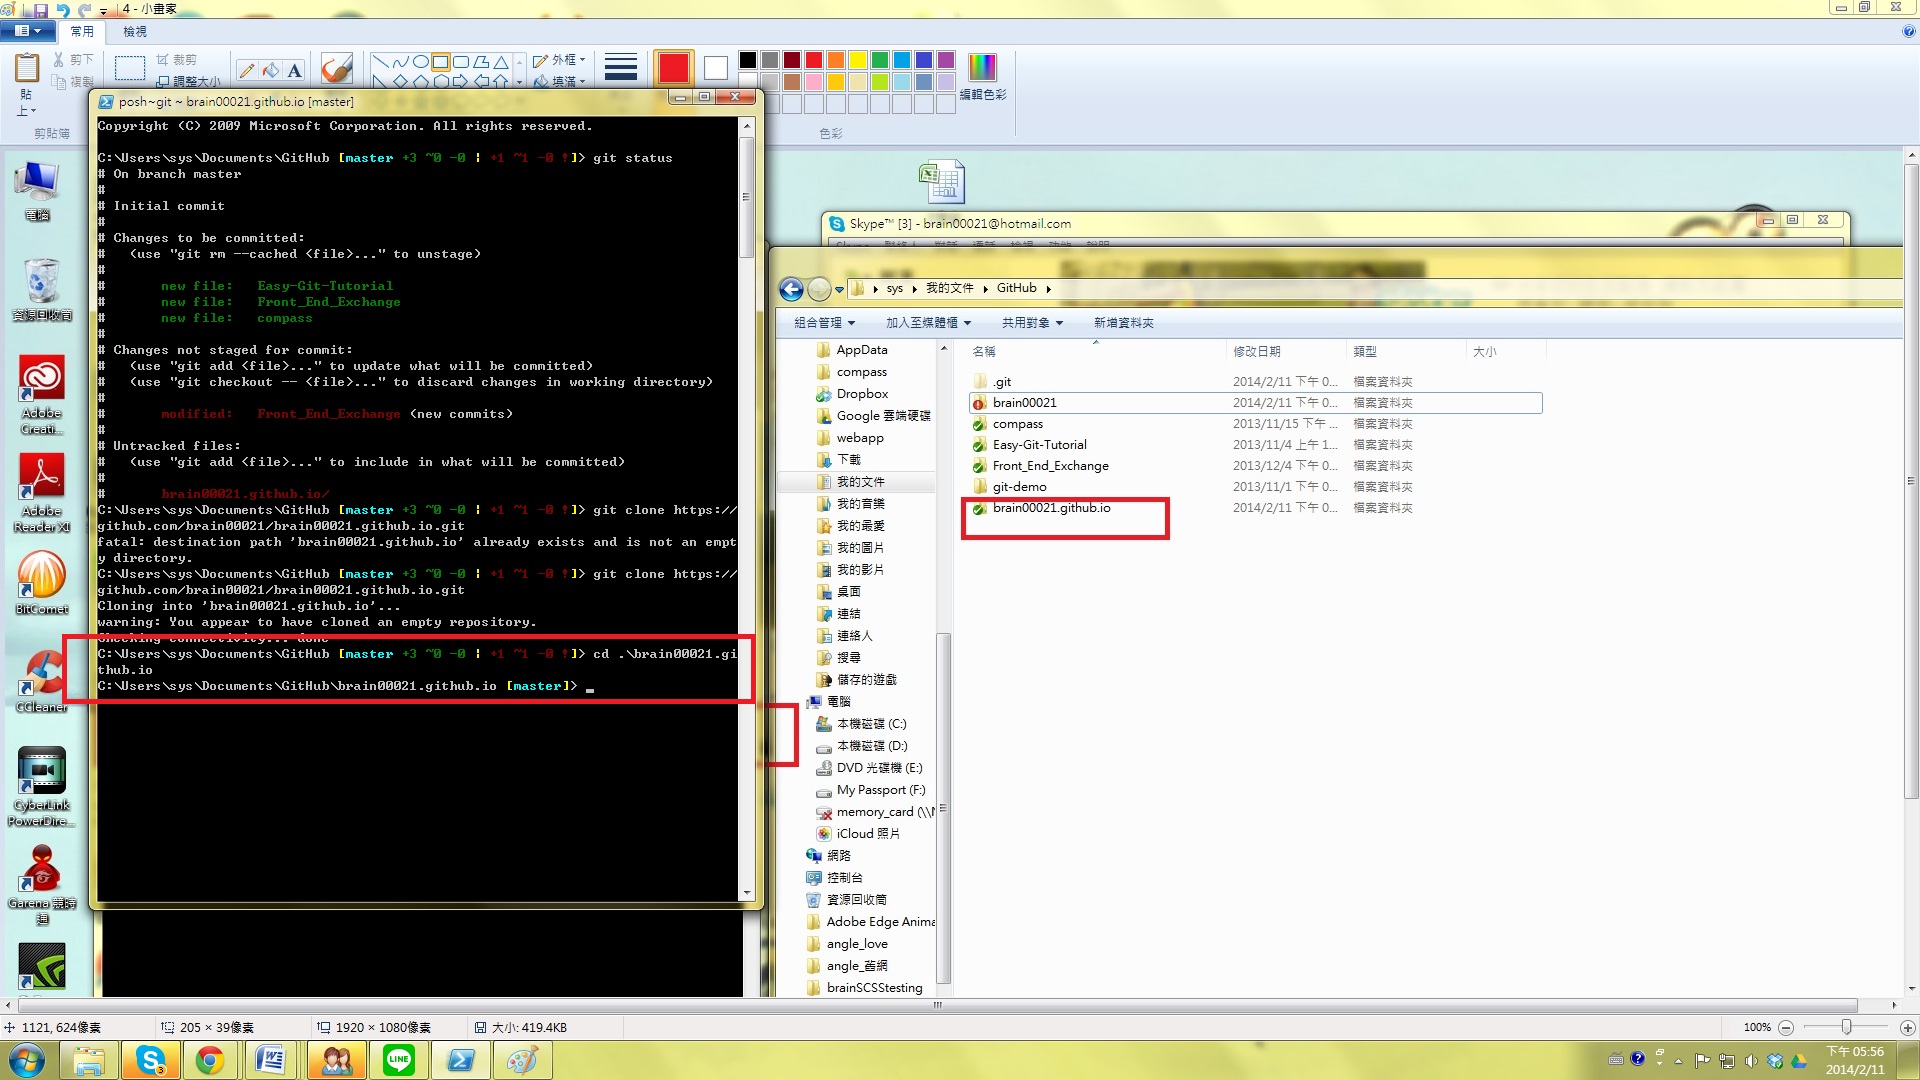 4 - 小畫家
常用
檢視
貼上
剪下
複製
剪貼簿
裁剪
調整大小
A
外框
填滿
編輯色彩
色彩
posh~git ~ brain00021.github.io [master]
Copyright (C) 2009 Microsoft Corporation. All rights reserved.
C:\Users\sys\Documents\GitHub [master +3 ~0 -0 | +1 ~1 -0 !]> git status
# On branch master
#
# Initial commit
#
# Changes to be committed:
#   (use "git rm --cached <file>..." to unstage)
#
#       new file:   Easy-Git-Tutorial
#       new file:   Front_End_Exchange
#       new file:   compass
#
# Changes not staged for commit:
#   (use "git add <file>..." to update what will be committed)
#   (use "git checkout -- <file>..." to discard changes in working directory)
#
#       modified:   Front_End_Exchange (new commits)
#
# Untracked files:
#   (use "git add <file>..." to include in what will be committed)
#
#       brain00021.github.io/
C:\Users\sys\Documents\GitHub [master +3 ~0 -0 | +1 ~1 -0 !]> git clone https://
github.com/brain00021/brain00021.github.io.git
fatal: destination path 'brain00021.github.io' already exists and is not an empt
y directory.
C:\Users\sys\Documents\GitHub [master +3 ~0 -0 | +1 ~1 -0 !]> git clone https://
github.com/brain00021/brain00021.github.io.git
Cloning into 'brain00021.github.io'...
warning: You appear to have cloned an empty repository.
Checking connectivity... done
C:\Users\sys\Documents\GitHub [master +3 ~0 -0 | +1 ~1 -0 !]> cd .\brain00021.gi
thub.io
C:\Users\sys\Documents\GitHub\brain00021.github.io [master]>
電腦
資源回收筒
Adobe
Creati...
Adobe
Reader XI
BitComet
CCleaner
CyberLink
PowerDire...
Garena 競時
通
Skype™ [3] - brain00021@hotmail.com
sys
我的文件
GitHub
組合管理
加入至媒體櫃
共用對象
新增資料夾
AppData
compass
Dropbox
Google 雲端硬碟
webapp
下載
我的文件
我的音樂
我的最愛
我的圖片
我的影片
桌面
連結
連絡人
搜尋
儲存的遊戲
電腦
本機磁碟 (C:)
本機磁碟 (D:)
DVD 光碟機 (E:)
My Passport (F:)
memory_card (\\
iCloud 照片
網路
控制台
資源回收筒
Adobe Edge Anima
angle_love
angle_舊網
brainSCSStesting
名稱 修改日期 類型 大小
.git 2014/2/11 下午 0... 檔案資料夾
brain00021 2014/2/11 下午 0... 檔案資料夾
compass 2013/11/15 下午 ... 檔案資料夾
Easy-Git-Tutorial 2013/11/4 上午 1... 檔案資料夾
Front_End_Exchange 2013/12/4 下午 0... 檔案資料夾
git-demo 2013/11/1 下午 0... 檔案資料夾
brain00021.github.io 2014/2/11 下午 0... 檔案資料夾
1121, 624像素
205 × 39像素
1920 × 1080像素
大小: 419.4KB
100%
3
LINE
下午 05:56
2014/2/11